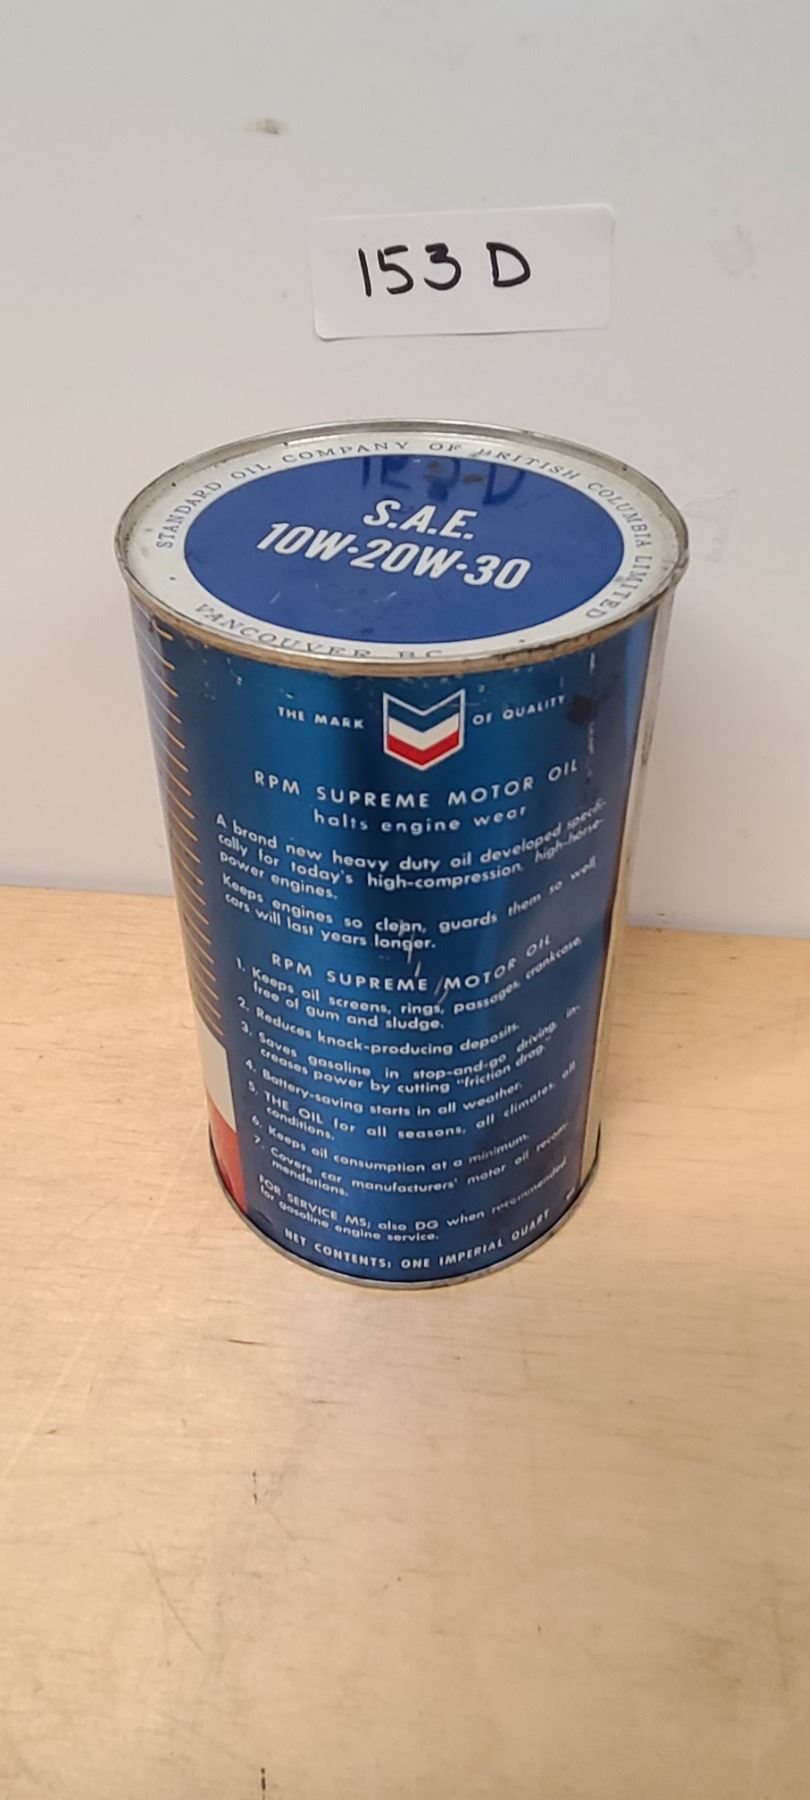 153 D
STANDARD OIL COMPANY OF BRITISH COLUMBIA LIMITED
S.A.E.
10W-20W-30
VANCOUVER B.C.
THE MARK OF QUALITY
RPM SUPREME MOTOR OIL
halts engine wear
A brand new heavy duty oil developed specifi-
cally for today's high-compression, high-horse-
power engines.
Keeps engines so clean, guards them so well,
cars will last years longer.
RPM SUPREME MOTOR OIL
1. Keeps oil screens, rings, passages, crankcase,
free of gum and sludge.
2. Reduces knock-producing deposits.
3. Saves gasoline in stop-and-go driving, in-
creases power by cutting "friction drag."
4. Battery-saving starts in all weather.
5. THE OIL for all seasons, all climates, all
conditions.
6. Keeps oil consumption at a minimum.
7. Covers car manufacturers' motor oil recom-
mendations.
FOR SERVICE MS; also DG when recommended
for gasoline engine service.
NET CONTENTS: ONE IMPERIAL QUART